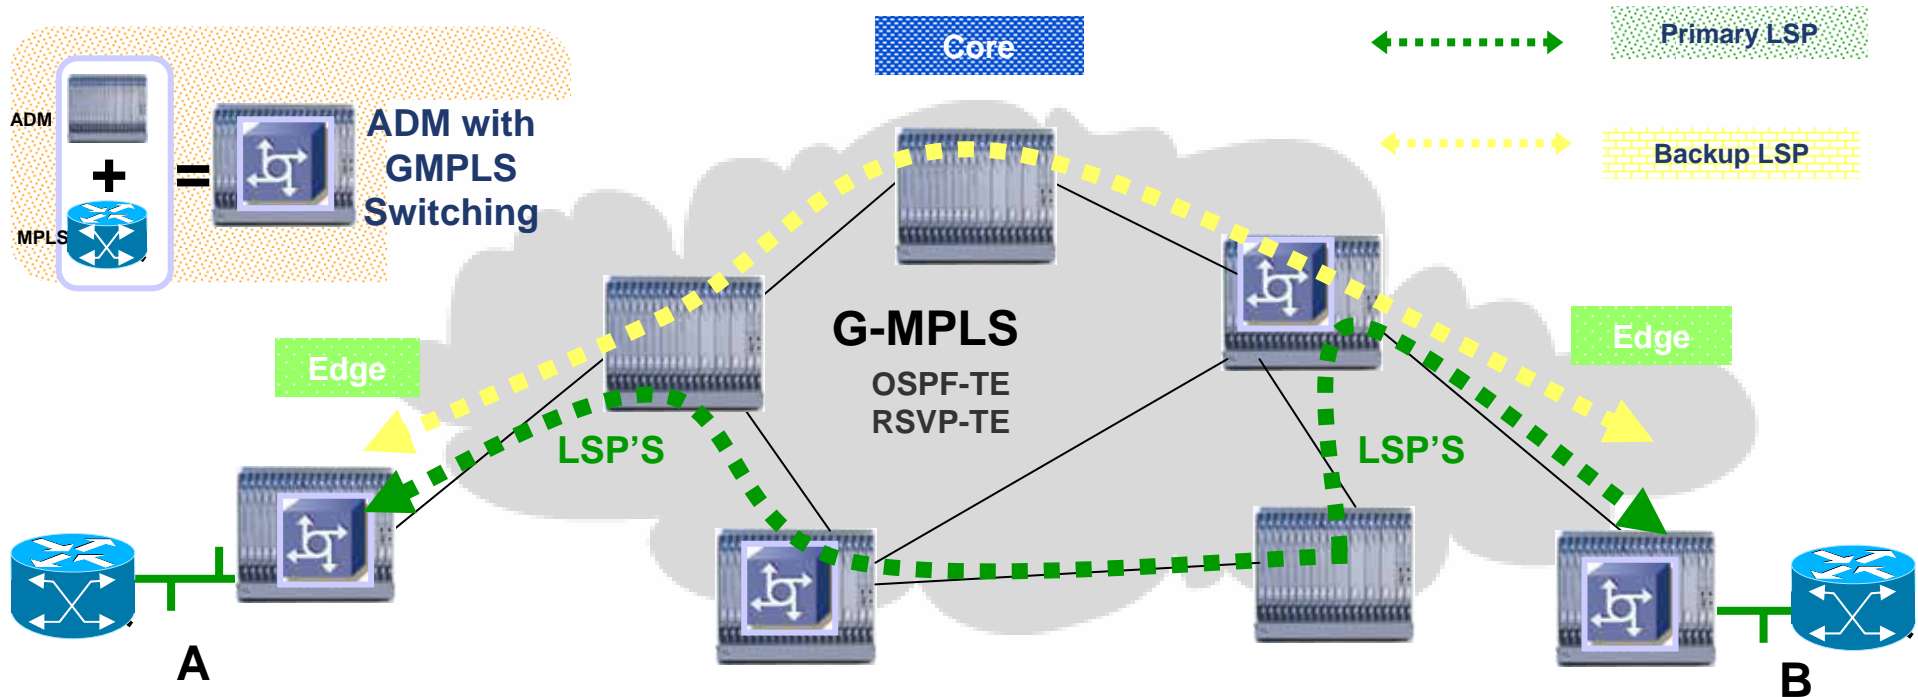 Core
Primary LSP
ADM
ADM with
GMPLS
Switching
Backup LSP
MPLS
G-MPLS
Edge
Edge
OSPF-TE
RSVP-TE
LSP'S
LSP'S
A
B